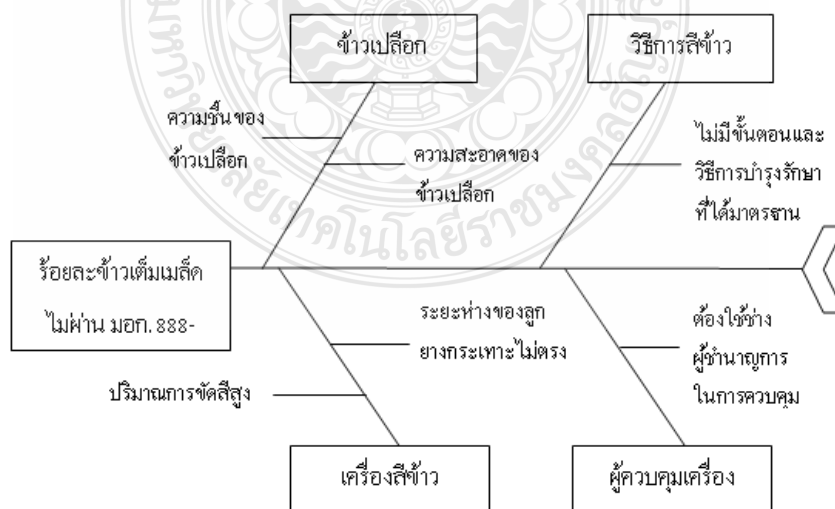 ข้าวเปลือก
วิธีการสีข้าว
ความชื้นของ
ข้าวเปลือก
ความสะอาดของ
ข้าวเปลือก
ไม่มีขั้นตอนและ
วิธีการบำรุงรักษา
ที่ได้มาตรฐาน
ร้อยละข้าวเต็มเมล็ด
ไม่ผ่าน มอก. 888-
ระยะห่างของลูก
ยางกระเทาะไม่ตรง
ปริมาณการขัดสีสูง
ต้องใช้ช่าง
ผู้ชำนาญการ
ในการควบคุม
เครื่องสีข้าว
ผู้ควบคุมเครื่อง